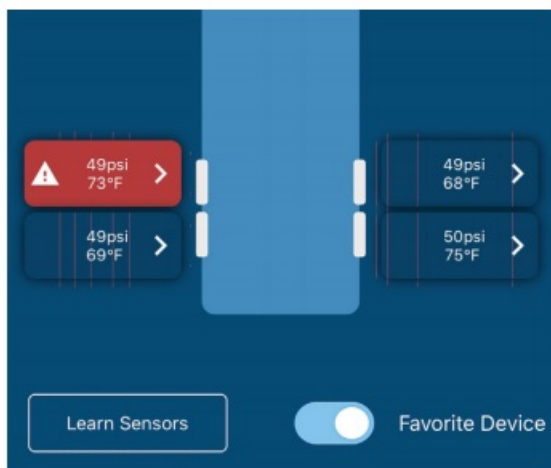 49psi
73°F
49psi
68°F
49psi
69°F
50psi
75°F
Learn Sensors
Favorite Device